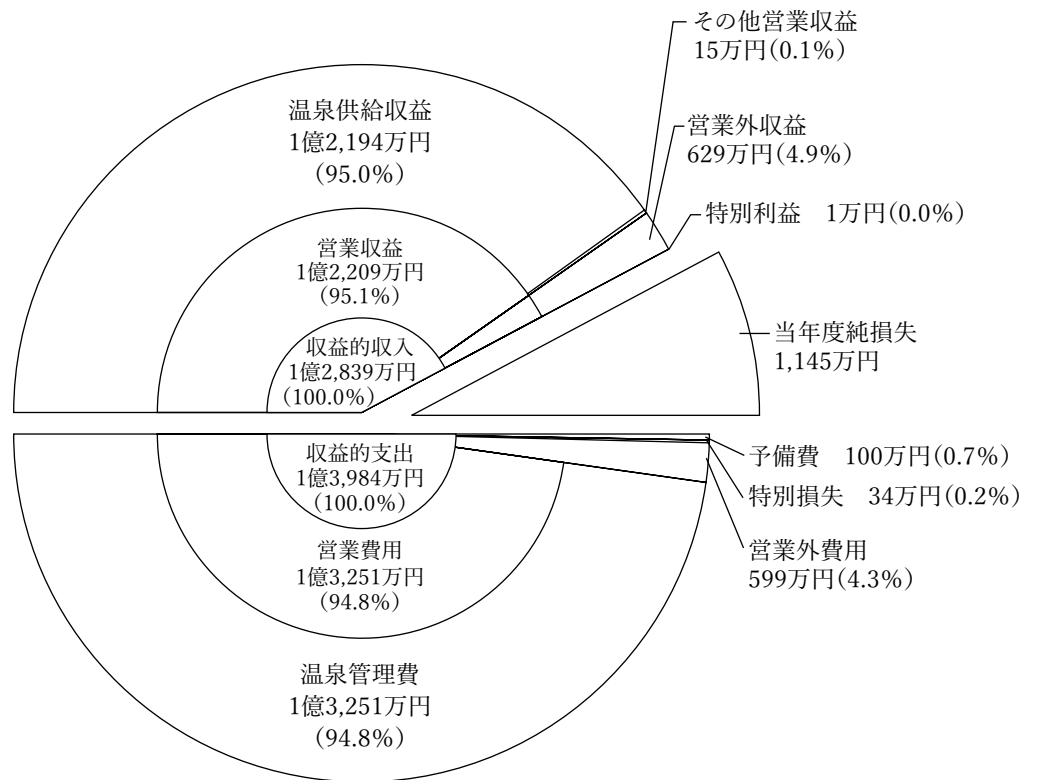 その他営業収益
15万円(0.1%)
営業外収益
629万円(4.9%)
特別利益　1万円(0.0%)
温泉供給収益
1億2,194万円
(95.0%)
営業収益
1億2,209万円
(95.1%)
収益的収入
1億2,839万円
(100.0%)
当年度純損失
1,145万円
収益的支出
1億3,984万円
(100.0%)
営業費用
1億3,251万円
(94.8%)
温泉管理費
1億3,251万円
(94.8%)
予備費　100万円(0.7%)
特別損失　34万円(0.2%)
営業外費用
599万円(4.3%)